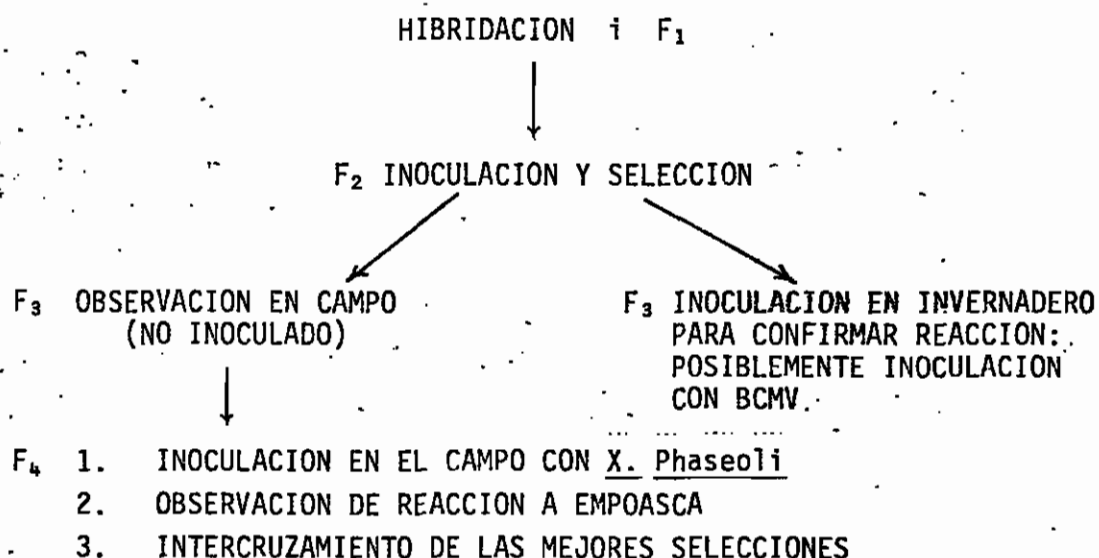 HIBRIDACION i F₁
F₂ INOCULACION Y SELECCION
F₃ OBSERVACION EN CAMPO
(NO INOCULADO)
F₃ INOCULACION EN INVERNADERO
PARA CONFIRMAR REACCION:
POSIBLEMENTE INOCULACION
CON BCMV.
F₄ 1. INOCULACION EN EL CAMPO CON X. Phaseoli
2. OBSERVACION DE REACCION A EMPOASCA
3. INTERCRUZAMIENTO DE LAS MEJORES SELECCIONES